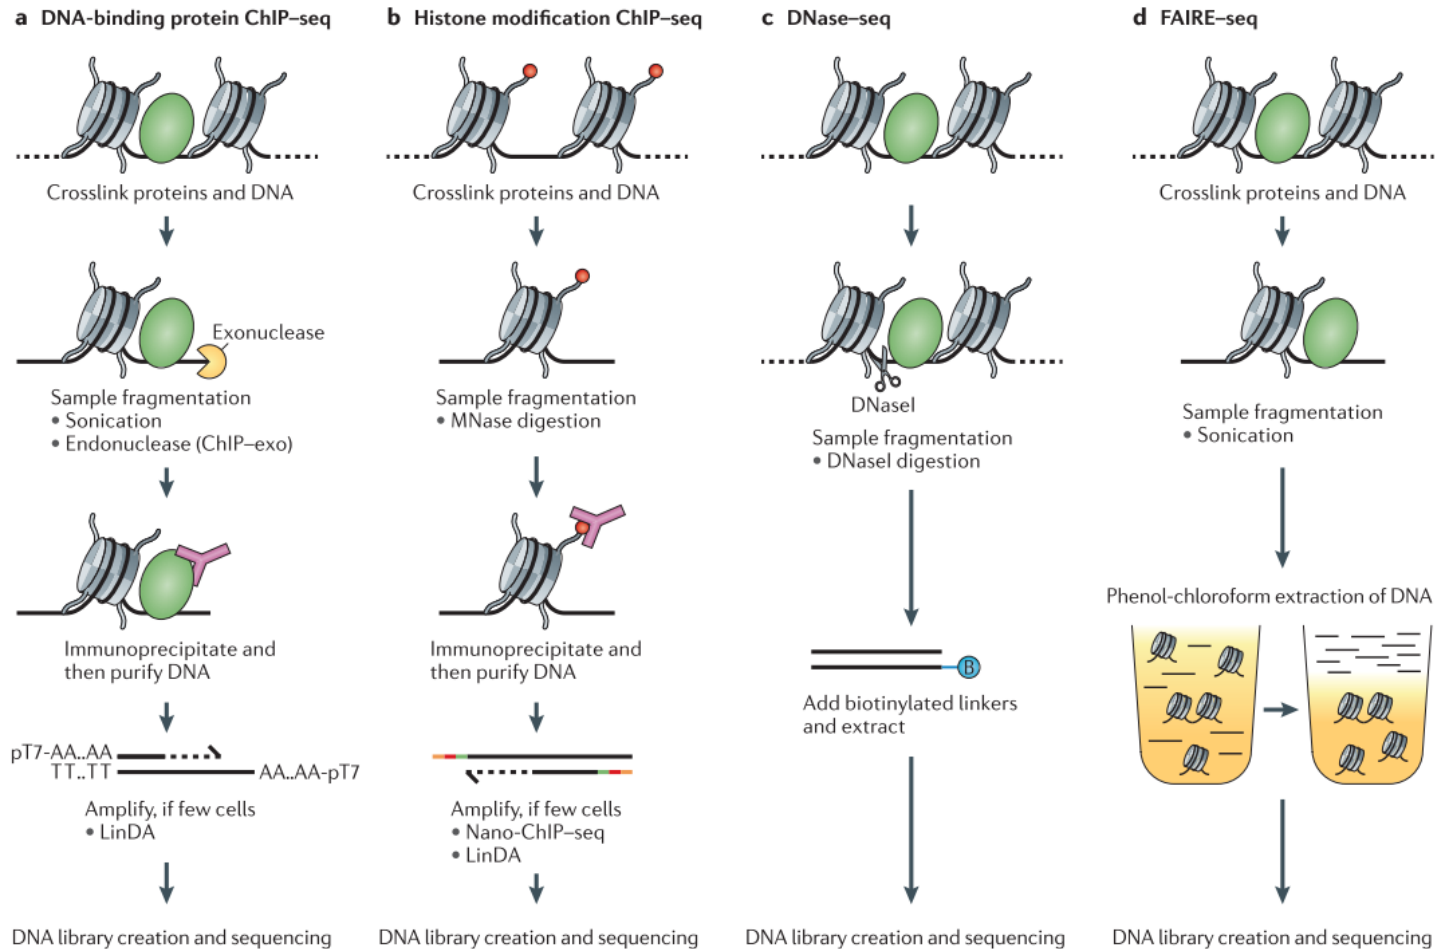 a DNA-binding protein ChIP–seq
Crosslink proteins and DNA
Exonuclease
Sample fragmentation
• Sonication
• Endonuclease (ChIP–exo)
Immunoprecipitate and
then purify DNA
pT7-AA..AA
TT..TT
AA..AA-pT7
Amplify, if few cells
• LinDA
DNA library creation and sequencing
b Histone modification ChIP–seq
Crosslink proteins and DNA
Sample fragmentation
• MNase digestion
Immunoprecipitate and
then purify DNA
Amplify, if few cells
• Nano-ChIP–seq
• LinDA
DNA library creation and sequencing
c DNase–seq
DNaseI
Sample fragmentation
• DNaseI digestion
B
Add biotinylated linkers
and extract
DNA library creation and sequencing
d FAIRE–seq
Crosslink proteins and DNA
Sample fragmentation
• Sonication
Phenol-chloroform extraction of DNA
DNA library creation and sequencing